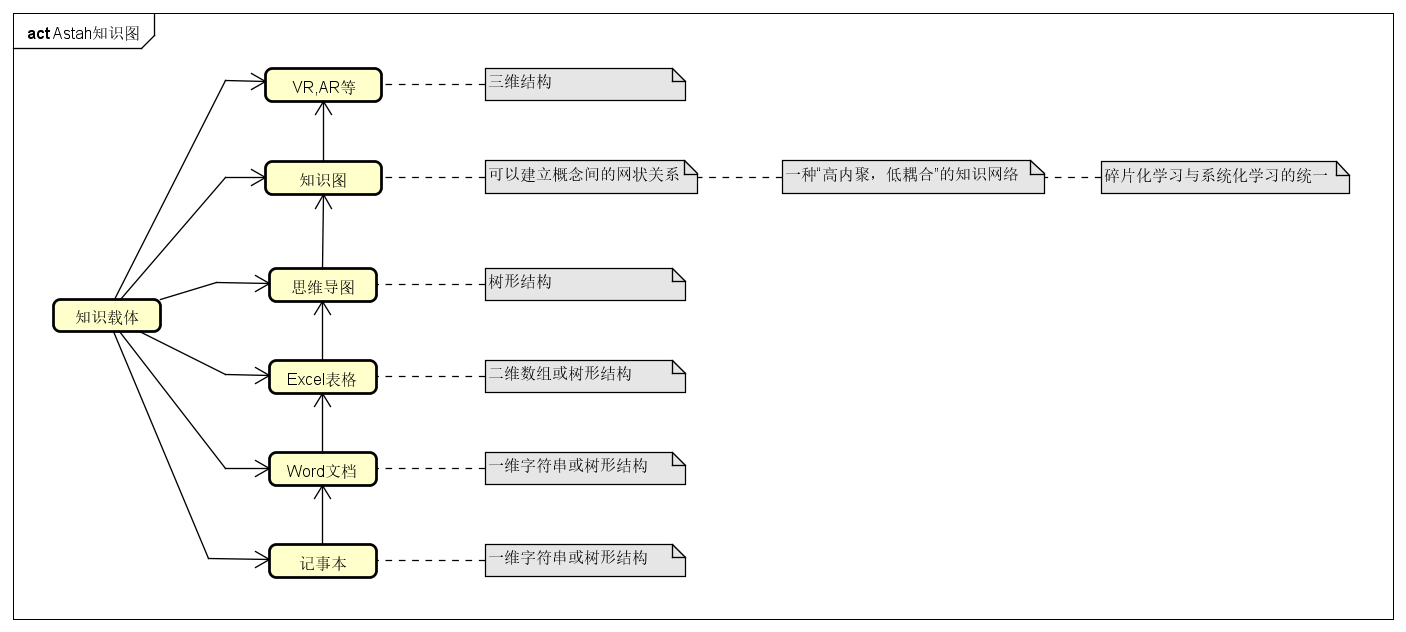 act Astah知识图
VR,AR等
三维结构
知识图
可以建立概念间的网状关系
一种“高内聚，低耦合”的知识网络
碎片化学习与系统化学习的统一
思维导图
树形结构
知识载体
Excel表格
二维数组或树形结构
Word文档
一维字符串或树形结构
记事本
一维字符串或树形结构